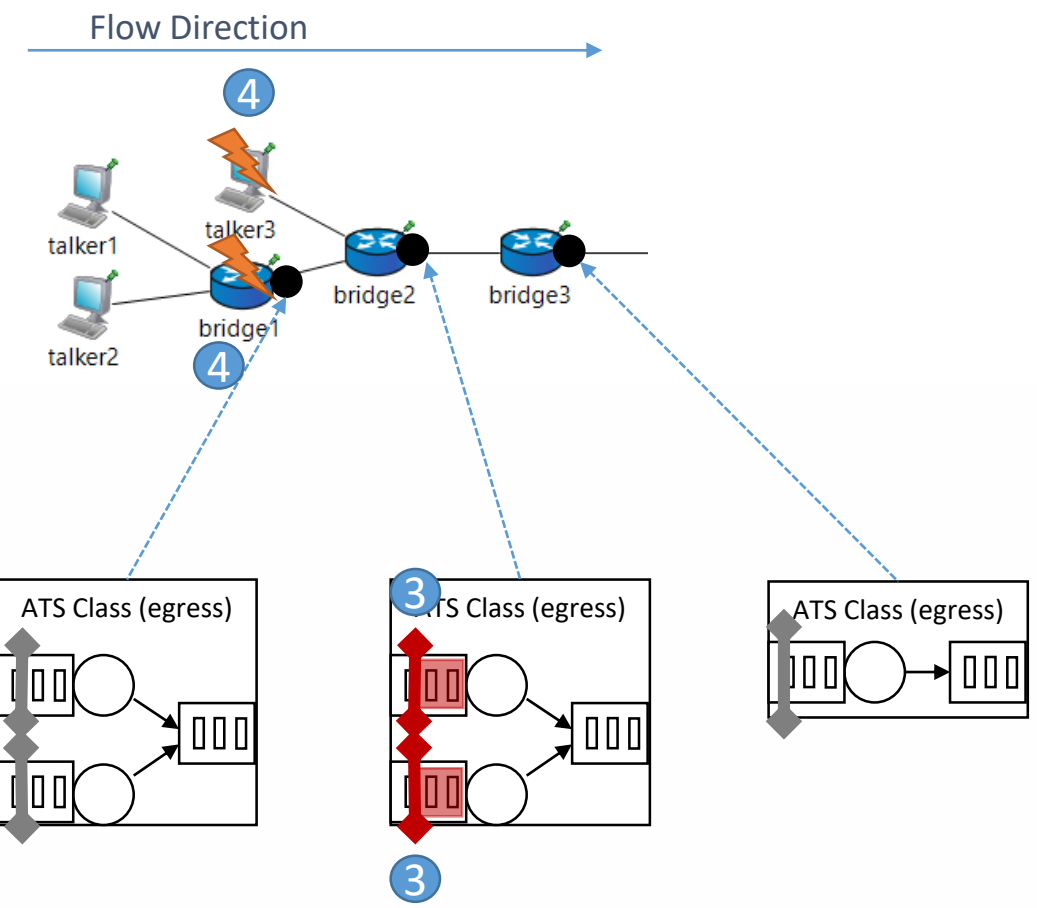 Flow Direction
4
talker1
talker3
bridge2
bridge3
bridge1
talker2
4
ATS Class (egress)
3
ATS Class (egress)
ATS Class (egress)
3